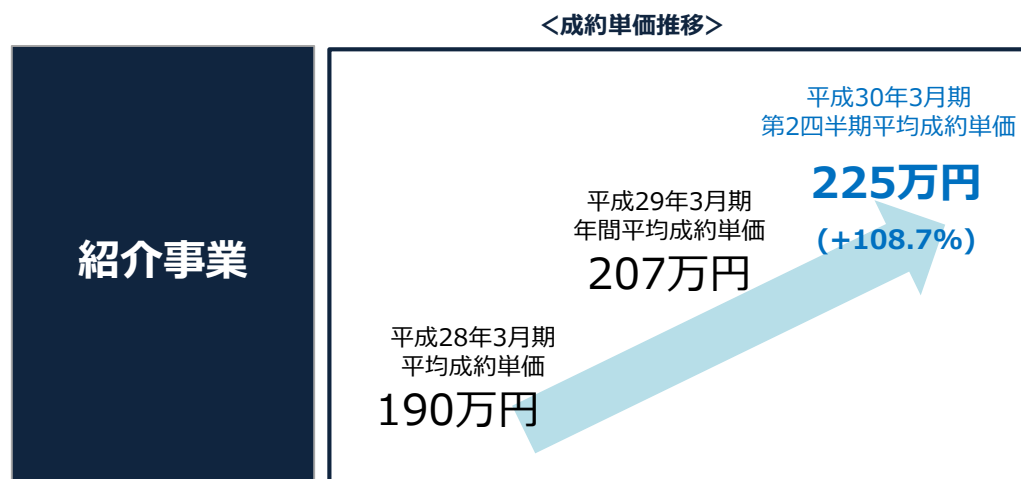 ＜成約単価推移＞
紹介事業
平成28年3月期
平均成約単価
190万円
平成29年3月期
年間平均成約単価
207万円
平成30年3月期
第2四半期平均成約単価
225万円
(+108.7%)